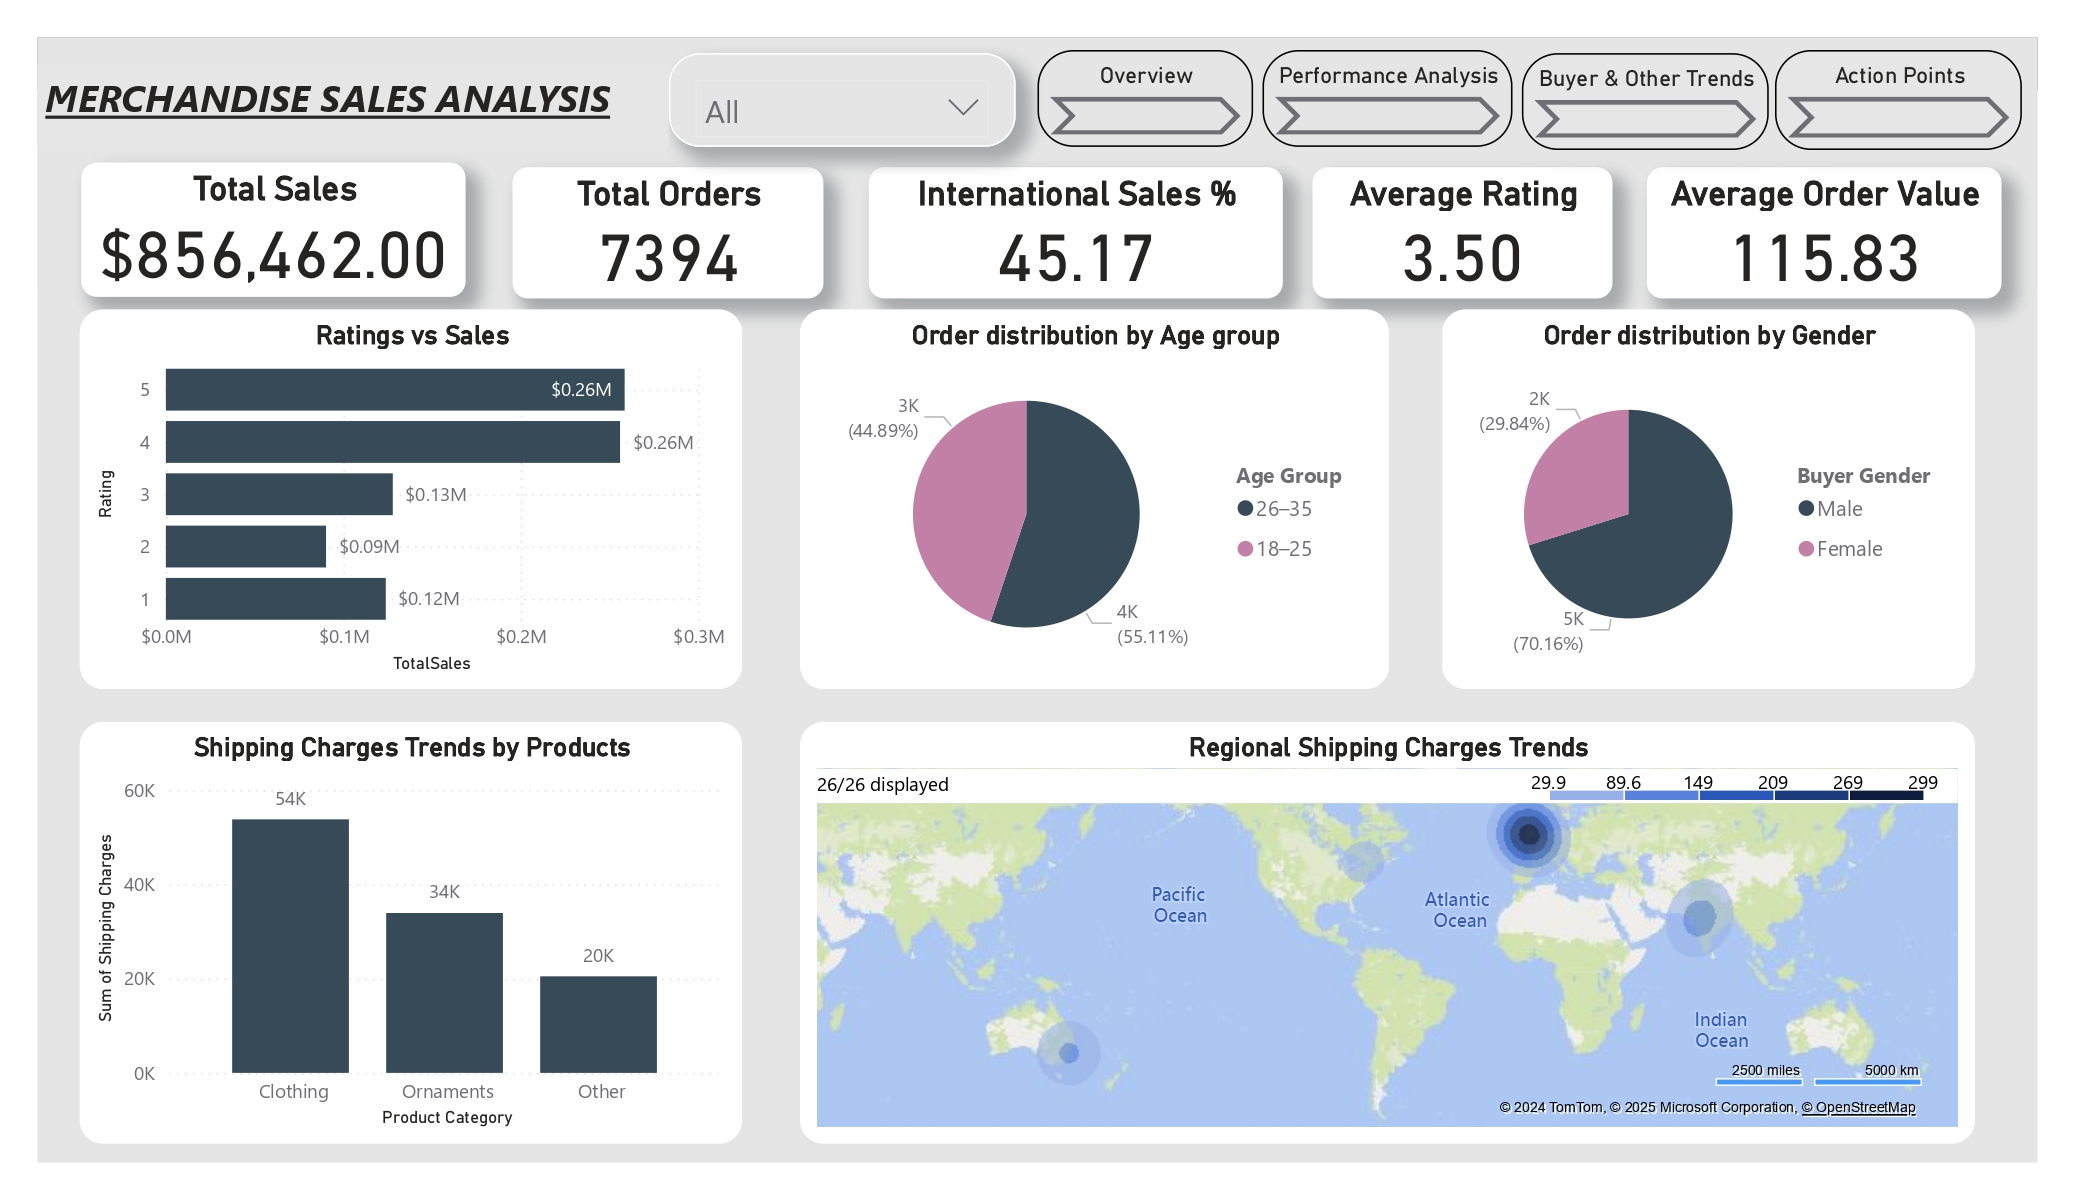 MERCHANDISE SALES ANALYSIS
All
Overview
Performance Analysis
Buyer & Other Trends
Action Points
Total Sales
$856,462.00
Total Orders
7394
International Sales %
45.17
Average Rating
3.50
Average Order Value
115.83
Ratings vs Sales
Rating
5
$0.26M
4
$0.26M
3
$0.13M
2
$0.09M
1
$0.12M
$0.0M
$0.1M
$0.2M
$0.3M
TotalSales
Order distribution by Age group
3K
(44.89%)
4K
(55.11%)
Age Group
26–35
18–25
Order distribution by Gender
2K
(29.84%)
5K
(70.16%)
Buyer Gender
Male
Female
Shipping Charges Trends by Products
Sum of Shipping Charges
60K
40K
20K
0K
54K
34K
20K
Clothing
Ornaments
Other
Product Category
Regional Shipping Charges Trends
26/26 displayed
29.9
89.6
149
209
269
299
Pacific
Ocean
Atlantic
Ocean
Indian
Ocean
2500 miles
5000 km
© 2024 TomTom, © 2025 Microsoft Corporation, © OpenStreetMap